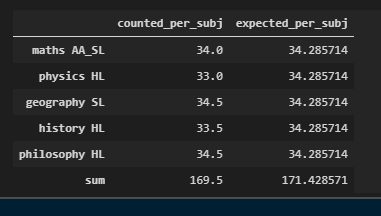 counted_per_subj expected_per_subj
maths AA_SL 34.0 34.285714
physics HL 33.0 34.285714
geography SL 34.5 34.285714
history HL 33.5 34.285714
philosophy HL 34.5 34.285714
sum 169.5 171.428571